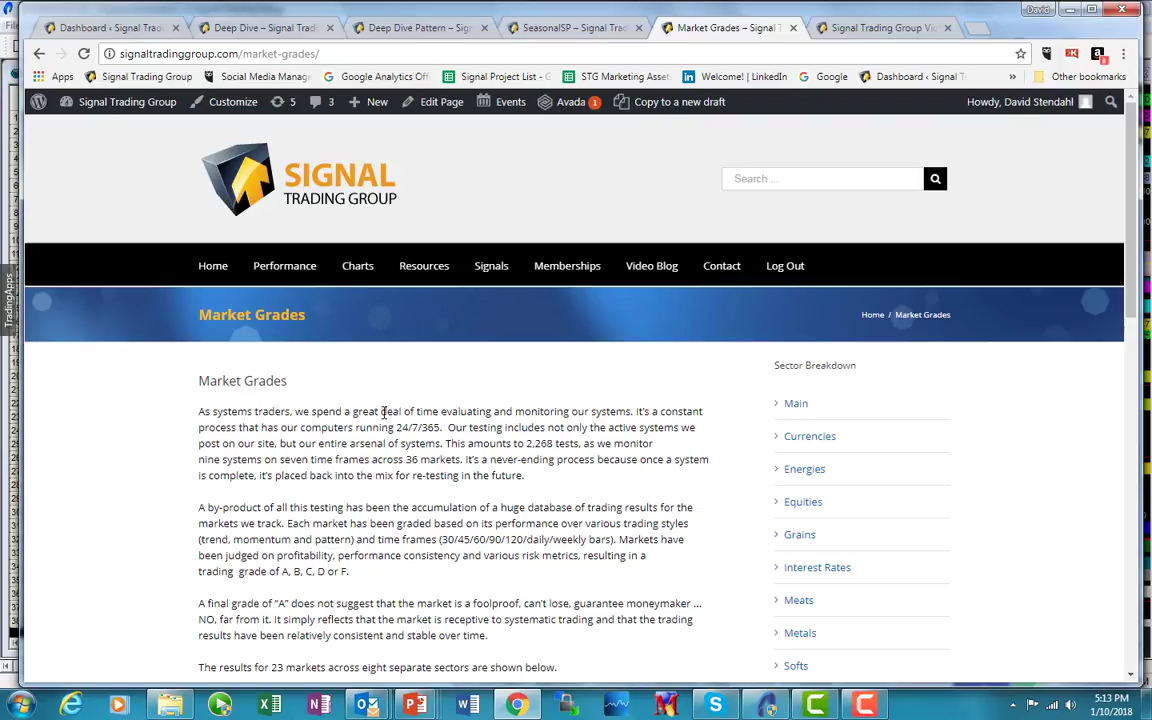 David
Dashboard ‹ Signal Trad
Deep Dive – Signal Tradi
Deep Dive Pattern – Sign
SeasonalSP – Signal Trad
Market Grades – Signal T
Signal Trading Group Vid
signaltradinggroup.com/market-grades/
Apps
Signal Trading Group
Social Media Manage
Google Analytics Offi
Signal Project List - G
STG Marketing Asset
Welcome! | LinkedIn
Google
Dashboard ‹ Signal T
»
Other bookmarks
Signal Trading Group
Customize
5
3
New
Edit Page
Events
Avada 1
Copy to a new draft
Howdy, David Stendahl
SIGNAL
TRADING GROUP
Search ...
Home
Performance
Charts
Resources
Signals
Memberships
Video Blog
Contact
Log Out
Market Grades
Home / Market Grades
TradingApps
Market Grades
As systems traders, we spend a great deal of time evaluating and monitoring our systems. It's a constant
process that has our computers running 24/7/365. Our testing includes not only the active systems we
post on our site, but our entire arsenal of systems. This amounts to 2,268 tests, as we monitor
nine systems on seven time frames across 36 markets. It's a never-ending process because once a system
is complete, it's placed back into the mix for re-testing in the future.
A by-product of all this testing has been the accumulation of a huge database of trading results for the
markets we track. Each market has been graded based on its performance over various trading styles
(trend, momentum and pattern) and time frames (30/45/60/90/120/daily/weekly bars). Markets have
been judged on profitability, performance consistency and various risk metrics, resulting in a
trading grade of A, B, C, D or F.
A final grade of “A” does not suggest that the market is a foolproof, can't lose, guarantee moneymaker …
NO, far from it. It simply reflects that the market is receptive to systematic trading and that the trading
results have been relatively consistent and stable over time.
The results for 23 markets across eight separate sectors are shown below.
Sector Breakdown
Main
Currencies
Energies
Equities
Grains
Interest Rates
Meats
Metals
Softs
5:13 PM
1/10/2018